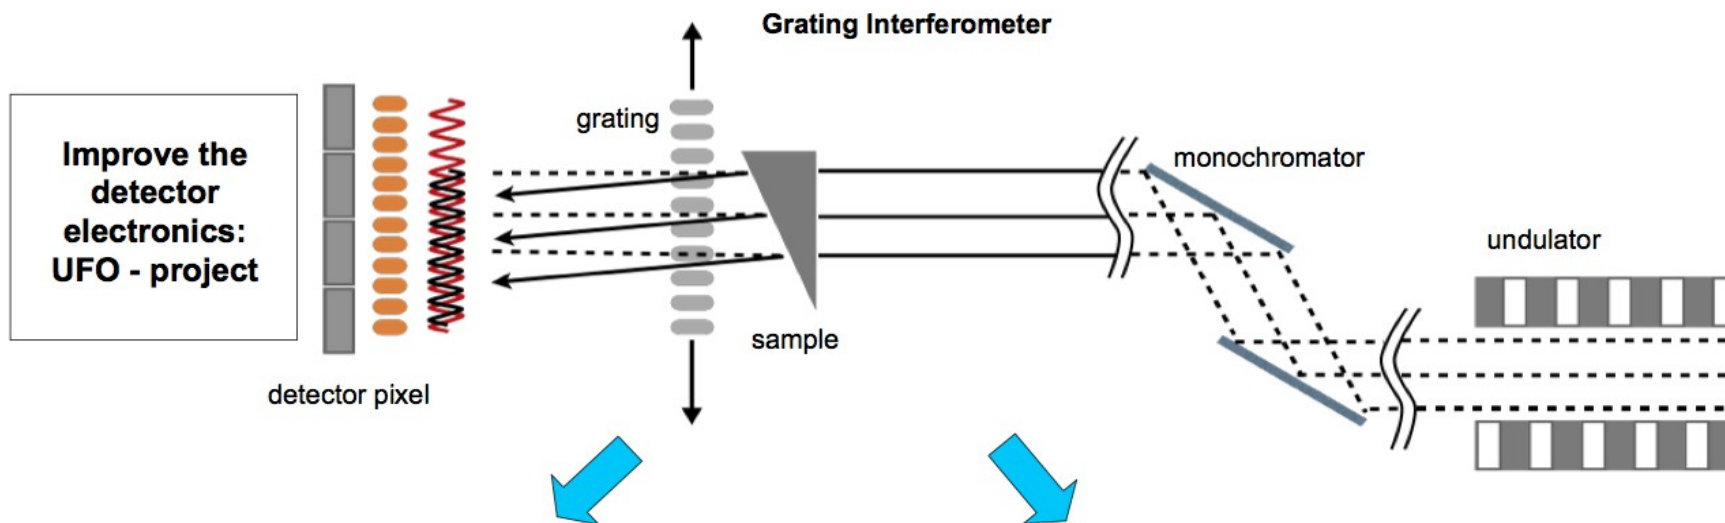 Grating Interferometer
Improve the
detector
electronics:
UFO - project
grating
monochromator
undulator
sample
detector pixel